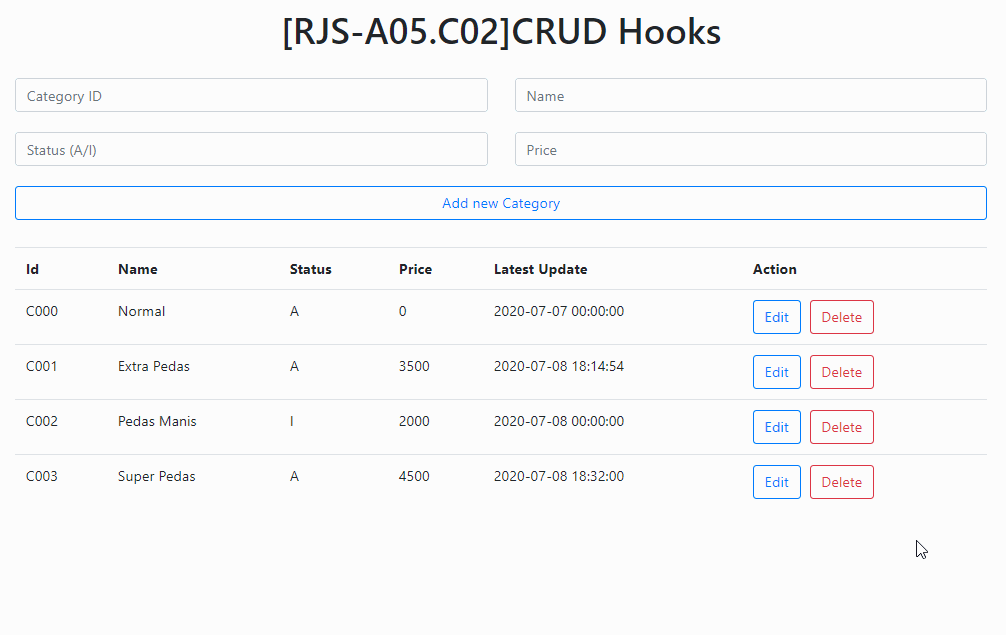 [RJS-A05.C02]CRUD Hooks
Category ID Name
Status (A/I) Price
Add new Category
Id Name Status Price Latest Update Action
C000 Normal A 0 2020-07-07 00:00:00 Edit Delete
C001 Extra Pedas A 3500 2020-07-08 18:14:54 Edit Delete
C002 Pedas Manis I 2000 2020-07-08 00:00:00 Edit Delete
C003 Super Pedas A 4500 2020-07-08 18:32:00 Edit Delete